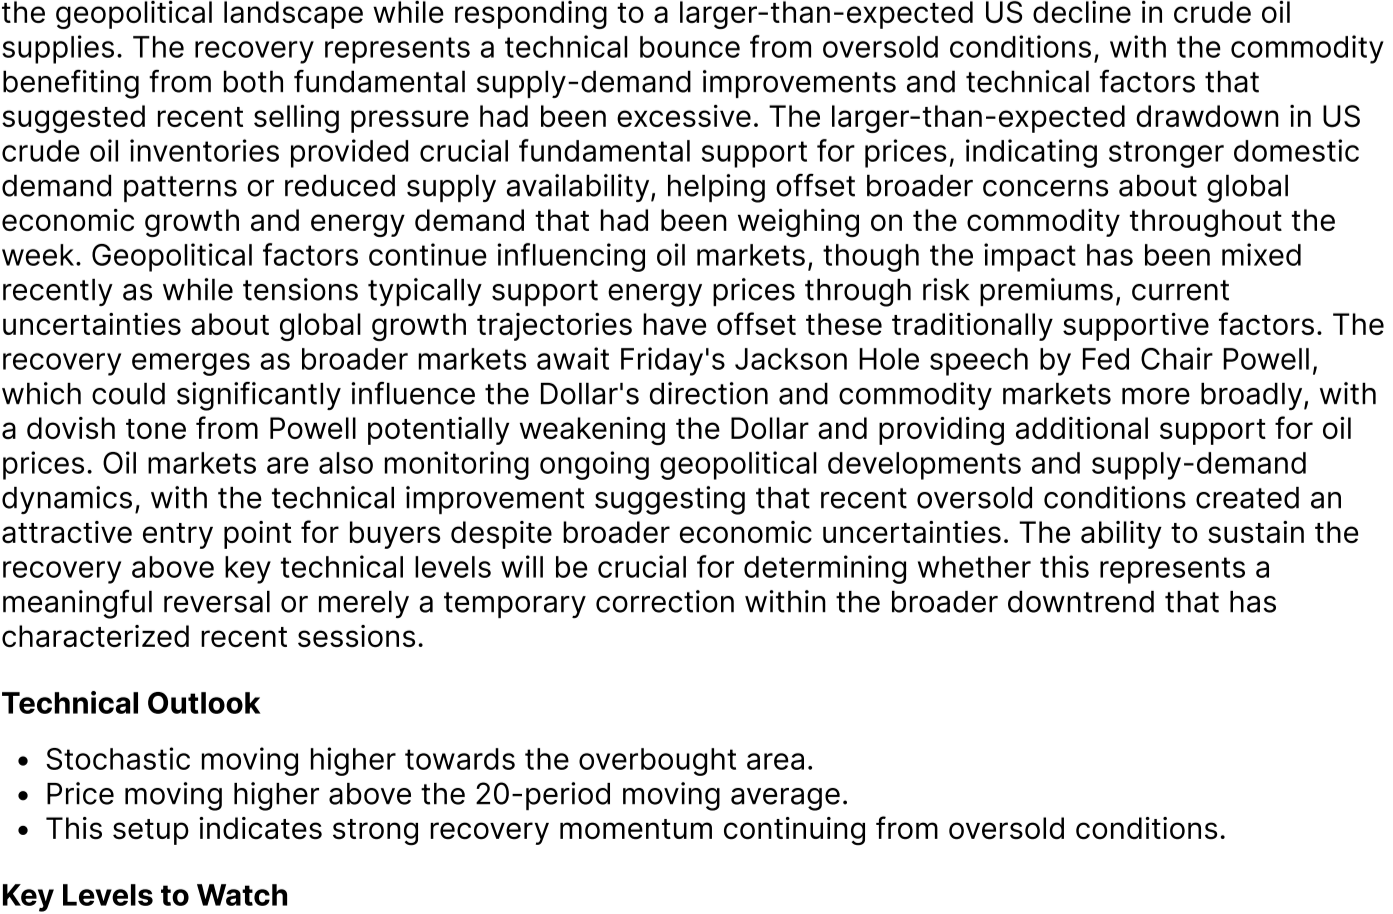 the geopolitical landscape while responding to a larger-than-expected US decline in crude oil
supplies. The recovery represents a technical bounce from oversold conditions, with the commodity
benefiting from both fundamental supply-demand improvements and technical factors that
suggested recent selling pressure had been excessive. The larger-than-expected drawdown in US
crude oil inventories provided crucial fundamental support for prices, indicating stronger domestic
demand patterns or reduced supply availability, helping offset broader concerns about global
economic growth and energy demand that had been weighing on the commodity throughout the
week. Geopolitical factors continue influencing oil markets, though the impact has been mixed
recently as while tensions typically support energy prices through risk premiums, current
uncertainties about global growth trajectories have offset these traditionally supportive factors. The
recovery emerges as broader markets await Friday's Jackson Hole speech by Fed Chair Powell,
which could significantly influence the Dollar's direction and commodity markets more broadly, with
a dovish tone from Powell potentially weakening the Dollar and providing additional support for oil
prices. Oil markets are also monitoring ongoing geopolitical developments and supply-demand
dynamics, with the technical improvement suggesting that recent oversold conditions created an
attractive entry point for buyers despite broader economic uncertainties. The ability to sustain the
recovery above key technical levels will be crucial for determining whether this represents a
meaningful reversal or merely a temporary correction within the broader downtrend that has
characterized recent sessions.
Technical Outlook
• Stochastic moving higher towards the overbought area.
• Price moving higher above the 20-period moving average.
• This setup indicates strong recovery momentum continuing from oversold conditions.
Key Levels to Watch